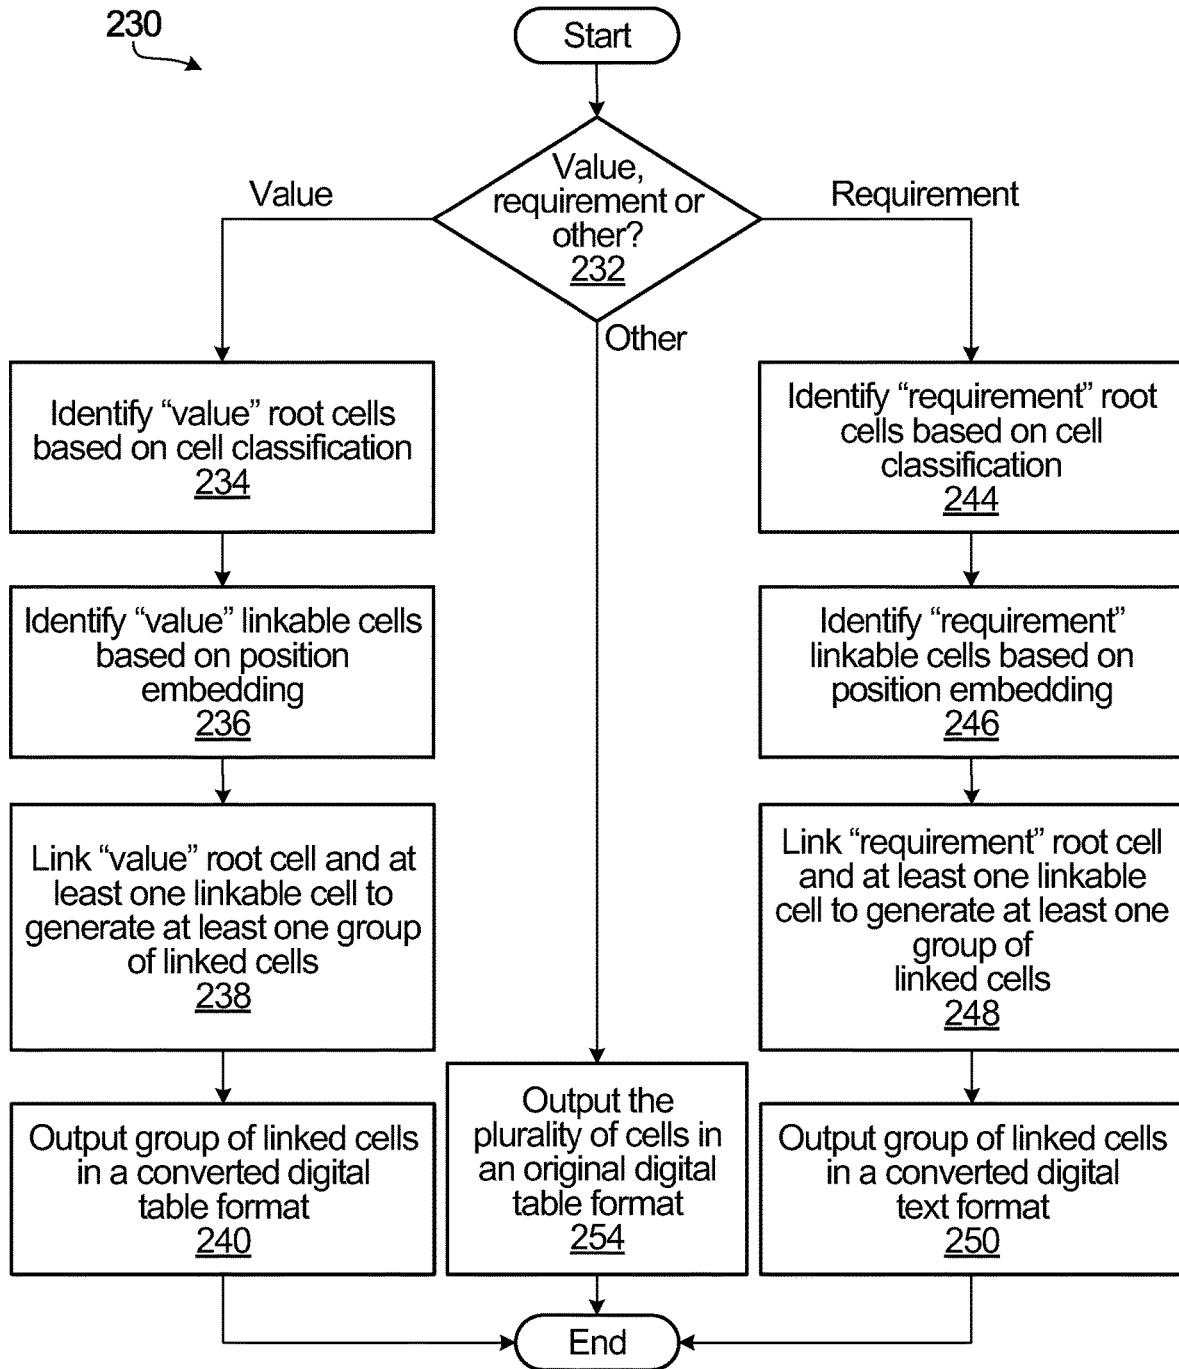 230
Start
Value,
requirement or
other?
232
Value
Requirement
Other
Identify “value” root cells
based on cell classification
234
Identify “requirement” root
cells based on cell
classification
244
Identify “value” linkable cells
based on position
embedding
236
Identify “requirement”
linkable cells based on
position embedding
246
Link “value” root cell and at
least one linkable cell to
generate at least one group
of linked cells
238
Link “requirement” root cell
and at least one linkable
cell to generate at least one
group of
linked cells
248
Output group of linked cells
in a converted digital
table format
240
Output the
plurality of cells in
an original digital
table format
254
Output group of linked cells
in a converted digital
text format
250
End